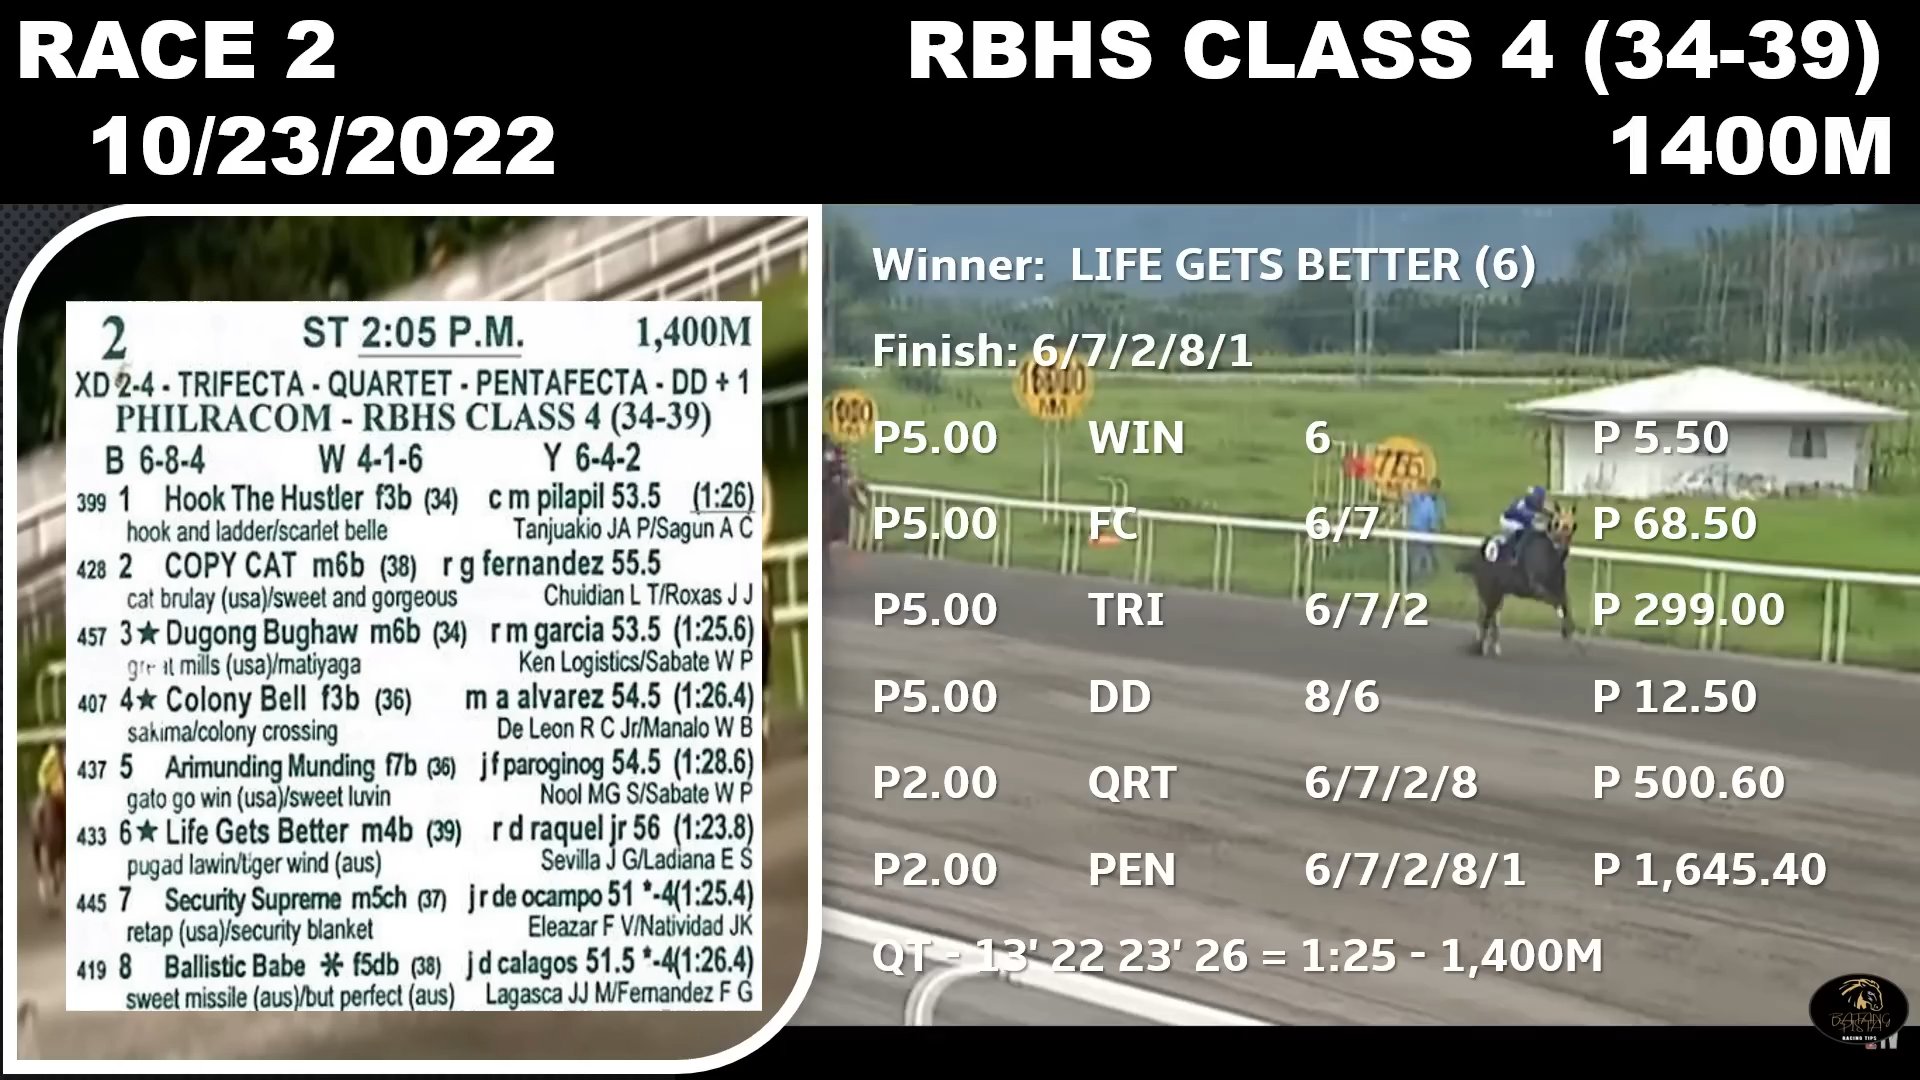 RACE 2
10/23/2022
RBHS CLASS 4 (34-39)
1400M
2 ST 2:05 P.M. 1,400M
XD 2-4 - TRIFECTA - QUARTET - PENTAFECTA - DD + 1
PHILRACOM - RBHS CLASS 4 (34-39)
B 6-8-4 W 4-1-6 Y 6-4-2
399 1 Hook The Hustler f3b (34) c m pilapil 53.5 (1:26)
hook and ladder/scarlet belle Tanjuakio JA P/Sagun A C
428 2 COPY CAT m6b (38) r g fernandez 55.5
cat brulay (usa)/sweet and gorgeous Chuidian L T/Roxas J J
457 3★ Dugong Bughaw m6b (34) r m garcia 53.5 (1:25.6)
mills (usa)/matiyaga Ken Logistics/Sabate W P
407 4★ Colony Bell f3b (36) m a alvarez 54.5 (1:26.4)
sakima/colony crossing De Leon R C Jr/Manalo W B
437 5 Arimunding Munding f7b (36) j f paroginog 54.5 (1:28.6)
gato go win (usa)/sweet luvin Nool MG S/Sabate W P
433 6★ Life Gets Better m4b (39) r d raquel jr 56 (1:23.8)
pugad lawin/tiger wind (aus) Sevilla J G/Ladiana E S
445 7 Security Supreme m5ch (37) j r de ocampo 51 *-4(1:25.4)
retap (usa)/security blanket Eleazar F V/Natividad JK
419 8 Ballistic Babe ✻ f5db (38) j d calagos 51.5 *-4(1:26.4)
sweet missile (aus)/but perfect (aus) Lagasca JJ M/Fernandez F G
Winner: LIFE GETS BETTER (6)
Finish: 6/7/2/8/1
P5.00 WIN 6 P 5.50
P5.00 FC 6/7 P 68.50
P5.00 TRI 6/7/2 P 299.00
P5.00 DD 8/6 P 12.50
P2.00 QRT 6/7/2/8 P 500.60
P2.00 PEN 6/7/2/8/1 P 1,645.40
QT - 13' 22 23' 26 = 1:25 - 1,400M
BATANG
PISTA
RACING TIPS